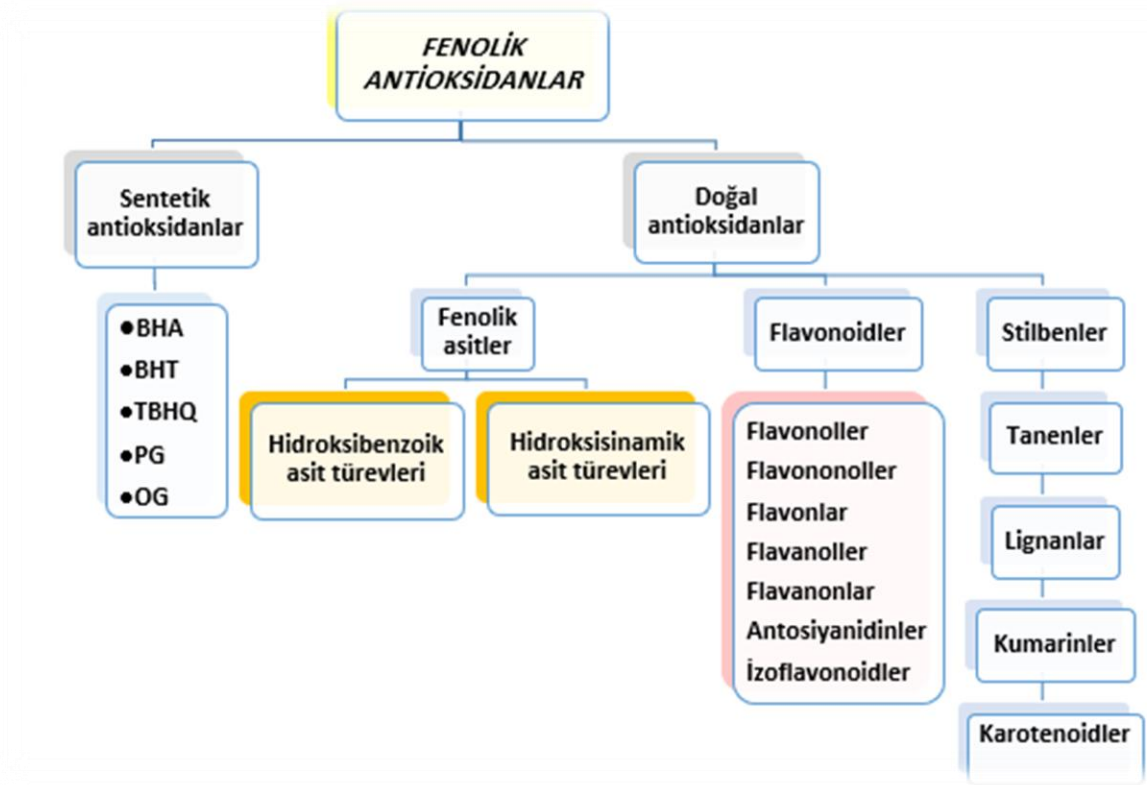 FENOLİK
ANTİOKSİDANLAR
Sentetik
antioksidanlar
Doğal
antioksidanlar
●BHA
●BHT
●TBHQ
●PG
●OG
Fenolik
asitler
Hidroksibenzoik
asit türevleri
Hidroksisinamik
asit türevleri
Flavonoidler
Flavonoller
Flavononoller
Flavonlar
Flavanoller
Flavanonlar
Antosiyanidinler
İzoflavonoidler
Stilbenler
Tanenler
Lignanlar
Kumarinler
Karotenoidler